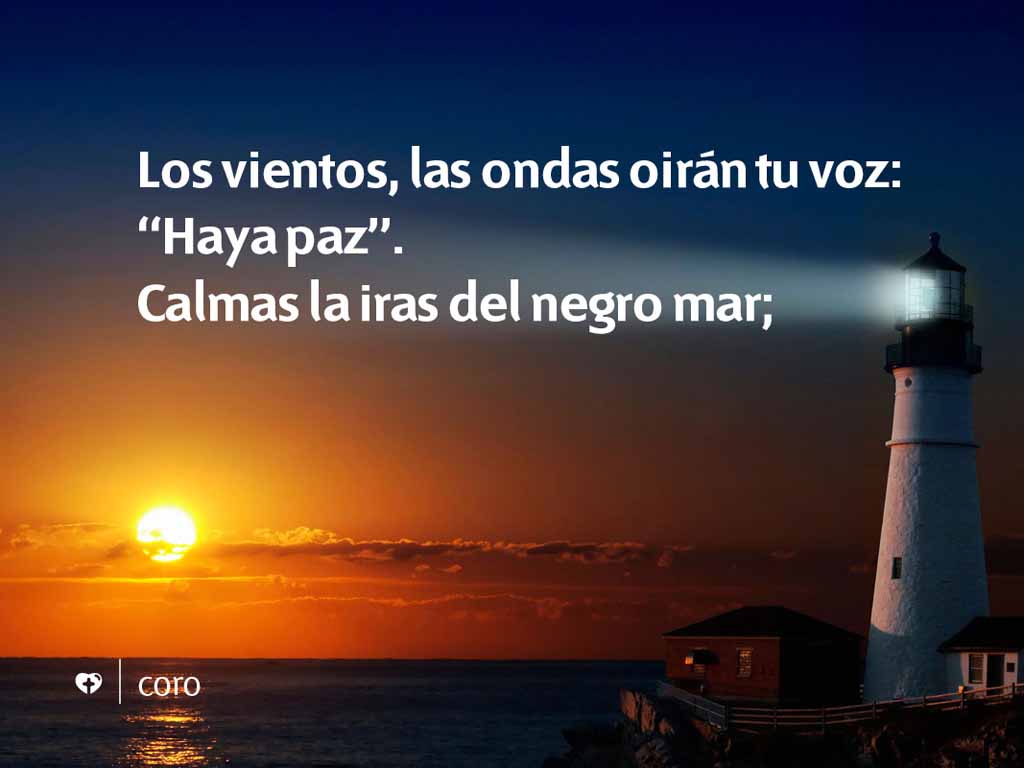 Los vientos, las ondas oirán tu voz:
“Haya paz”.
Calmas la iras del negro mar;
coro